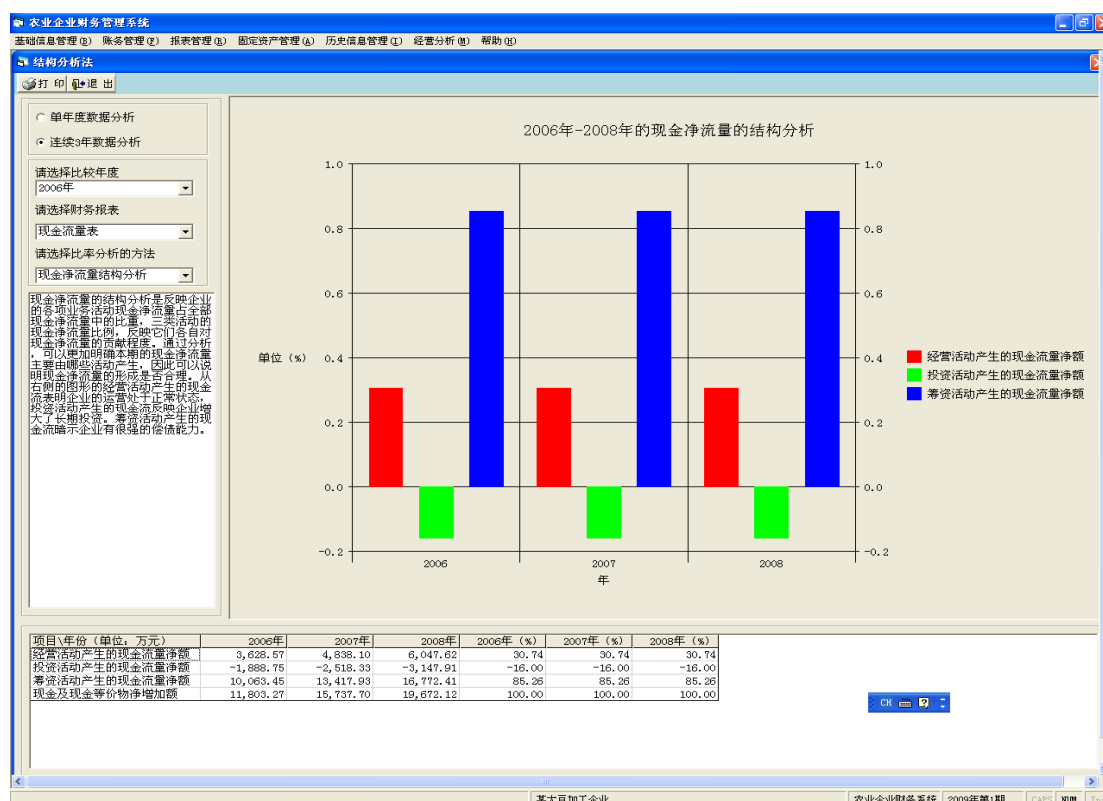 农业企业财务管理系统
基础信息管理(B) 账务管理(F) 报表管理(R) 固定资产管理(A) 历史信息管理(I) 经营分析(M) 帮助(H)
结构分析法
打 印 退 出
单年度数据分析
连续3年数据分析
请选择比较年度
2006年
请选择财务报表
现金流量表
请选择比率分析的方法
现金净流量结构分析
现金净流量的结构分析是反映企业
的各项业务活动现金净流量占全部
现金净流量中的比重，三类活动的
现金净流量比例，反映它们各自对
现金净流量的贡献程度。通过分析
，可以更加明确本期的现金净流量
主要由哪些活动产生，因此可以说
明现金净流量的形成是否合理。从
右侧的图形的经营活动产生的现金
流表明企业的运营处于正常状态，
投资活动产生的现金流反映企业增
大了长期投资。筹资活动产生的现
金流暗示企业有很强的偿债能力。
2006年-2008年的现金净流量的结构分析
1.0 1.0
0.8 0.8
0.6 0.6
单位（%） 0.4 0.4
0.2 0.2
0.0 0.0
-0.2 -0.2
2006 2007 2008
年
经营活动产生的现金流量净额
投资活动产生的现金流量净额
筹资活动产生的现金流量净额
项目\年份（单位：万元） 2006年 2007年 2008年 2006年（%） 2007年（%） 2008年（%）
经营活动产生的现金流量净额 3,628.57 4,838.10 6,047.62 30.74 30.74 30.74
投资活动产生的现金流量净额 -1,888.75 -2,518.33 -3,147.91 -16.00 -16.00 -16.00
筹资活动产生的现金流量净额 10,063.45 13,417.93 16,772.41 85.26 85.26 85.26
现金及现金等价物净增加额 11,803.27 15,737.70 19,672.12 100.00 100.00 100.00
CH
某大豆加工企业 农业企业财务系统 2009年第1期 CAPS NUM